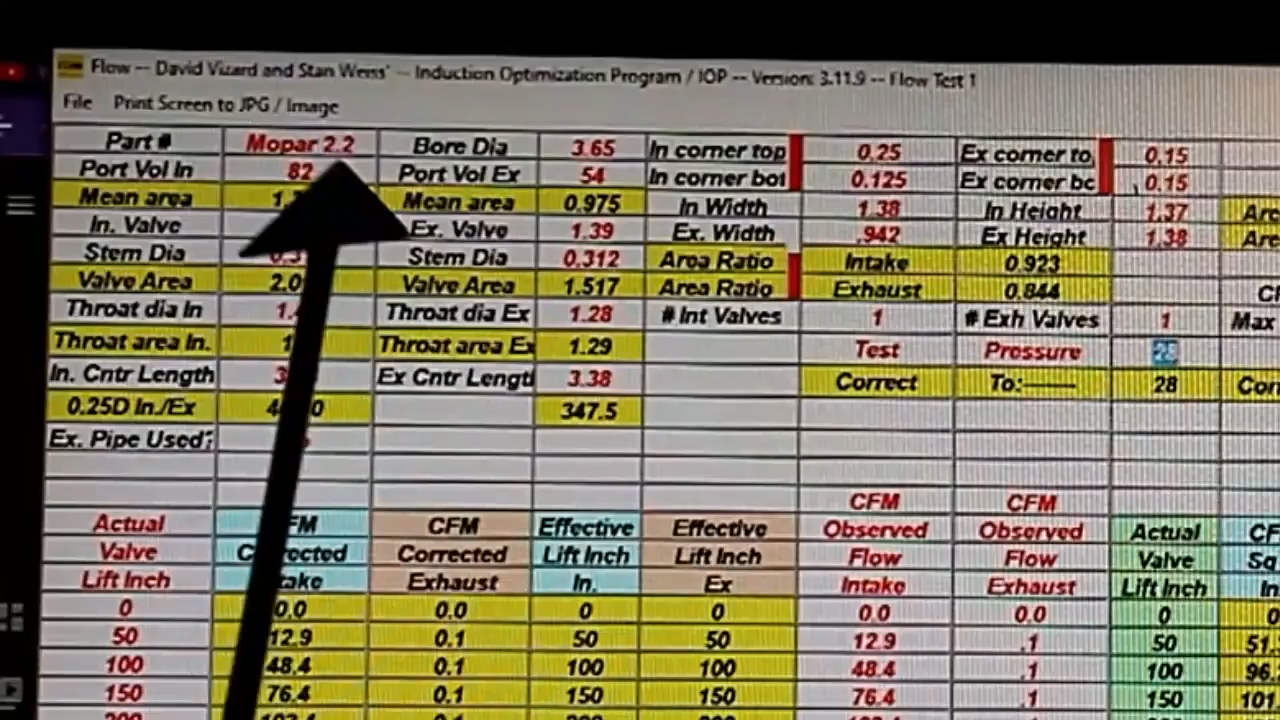 Flow -- David Vizard and Stan Weiss' -- Induction Optimization Program / IOP -- Version: 3.11.9 -- Flow Test 1
File Print Screen to JPG / Image
Part # Mopar 2.2 Bore Dia 3.65 In corner top 0.25 Ex corner to 0.15
Port Vol In 82 Port Vol Ex 54 In corner bot 0.125 Ex corner bc 0.15
Mean area Mean area 0.975 In Width 1.38 In Height 1.37
In. Valve Ex. Valve 1.39 Ex. Width .942 Ex Height 1.38
Stem Dia Stem Dia 0.312 Area Ratio Intake 0.923
Valve Area Valve Area 1.517 Area Ratio Exhaust 0.844
Throat dia In Throat dia Ex 1.28 # Int Valves 1 # Exh Valves 1 Max
Throat area In. Throat area Ex 1.29 Test Pressure 28
In. Cntr Length Ex Cntr Lengt 3.38 Correct To:------ 28
0.25D In./Ex 347.5
Ex. Pipe Used?
CFM CFM
Actual CFM Effective Effective Observed Observed Actual
Valve Corrected Lift Inch Lift Inch Flow Flow Valve
Lift Inch Exhaust In. Ex Intake Exhaust Lift Inch
0 0.0 0.0 0 0 0.0 0.0 0
50 12.9 0.1 50 50 12.9 .1 50
100 48.4 0.1 100 100 48.4 .1 100
150 76.4 0.1 150 150 76.4 .1 150